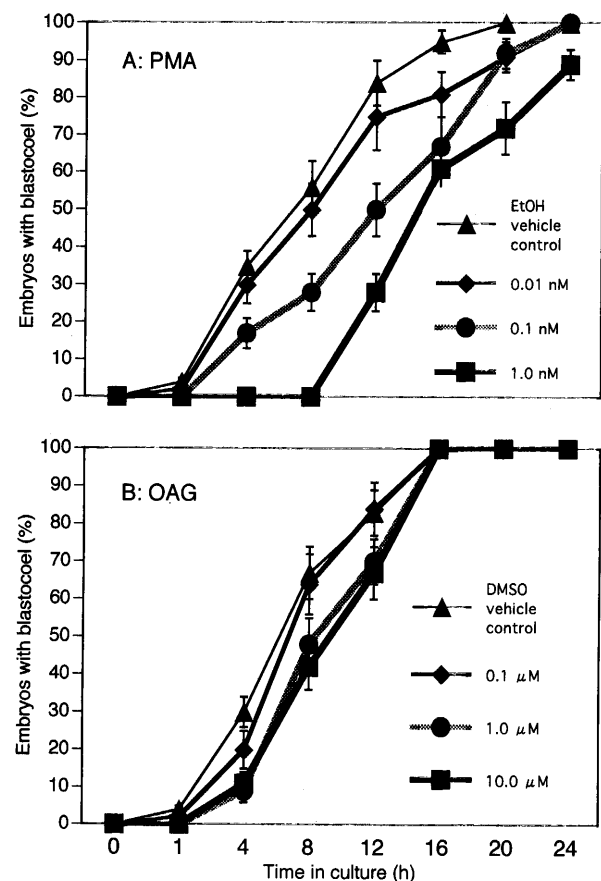 100
90
80
70
60
50
40
30
20
10
0
Embryos with blastocoel (%)
A: PMA
EtOH
vehicle
control
0.01 nM
0.1 nM
1.0 nM
100
90
80
70
60
50
40
30
20
10
0
Embryos with blastocoel (%)
B: OAG
DMSO
vehicle
control
0.1 μM
1.0 μM
10.0 μM
0 1 4 8 12 16 20 24
Time in culture (h)